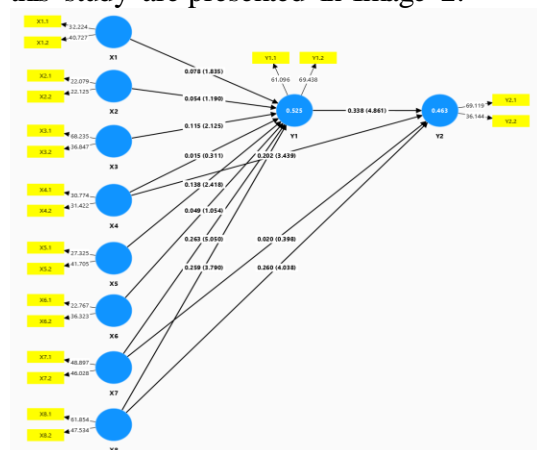 this study are presented in Image 2.
X1.1
32.224
X1.2
40.727
X1
0.078 (1.835)
X2.1
22.079
X2.2
22.125
X2
0.054 (1.190)
X3.1
68.235
X3.2
36.847
X3
0.115 (2.125)
X4.1
30.774
X4.2
31.422
X4
0.015 (0.311)
0.202 (3.439)
X5.1
27.325
X5.2
41.705
X5
0.138 (2.418)
X6.1
22.767
X6.2
36.323
X6
0.049 (1.054)
X7.1
48.897
X7.2
46.028
X7
0.263 (5.050)
0.020 (0.398)
X8.1
61.854
X8.2
47.534
0.259 (3.790)
0.260 (4.038)
Y1.1
Y1.2
61.096
69.438
0.525
Y1
0.338 (4.861)
0.463
Y2
Y2.1
69.119
Y2.2
36.144